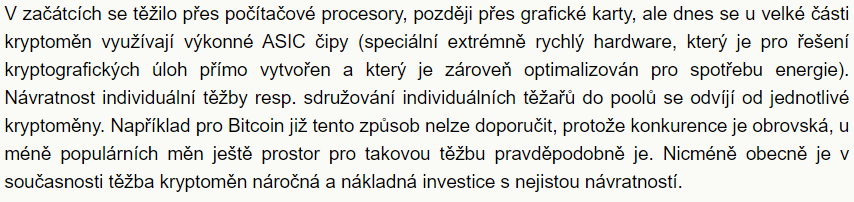 V začátcích se těžilo přes počítačové procesory, později přes grafické karty, ale dnes se u velké části
kryptoměn využívají výkonné ASIC čipy (speciální extrémně rychlý hardware, který je pro řešení
kryptografických úloh přímo vytvořen a který je zároveň optimalizován pro spotřebu energie).
Návratnost individuální těžby resp. sdružování individuálních těžařů do poolů se odvíjí od jednotlivé
kryptoměny. Například pro Bitcoin již tento způsob nelze doporučit, protože konkurence je obrovská, u
méně populárních měn ještě prostor pro takovou těžbu pravděpodobně je. Nicméně obecně je v
současnosti těžba kryptoměn náročná a nákladná investice s nejistou návratností.